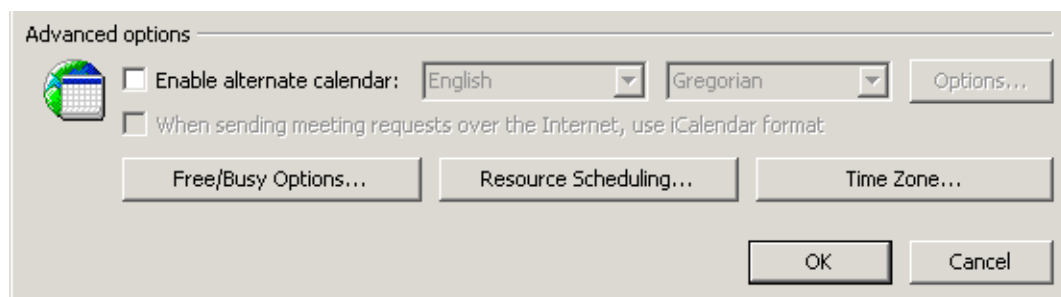 Advanced options
Enable alternate calendar: English Gregorian Options...
When sending meeting requests over the Internet, use iCalendar format
Free/Busy Options... Resource Scheduling... Time Zone...
OK Cancel